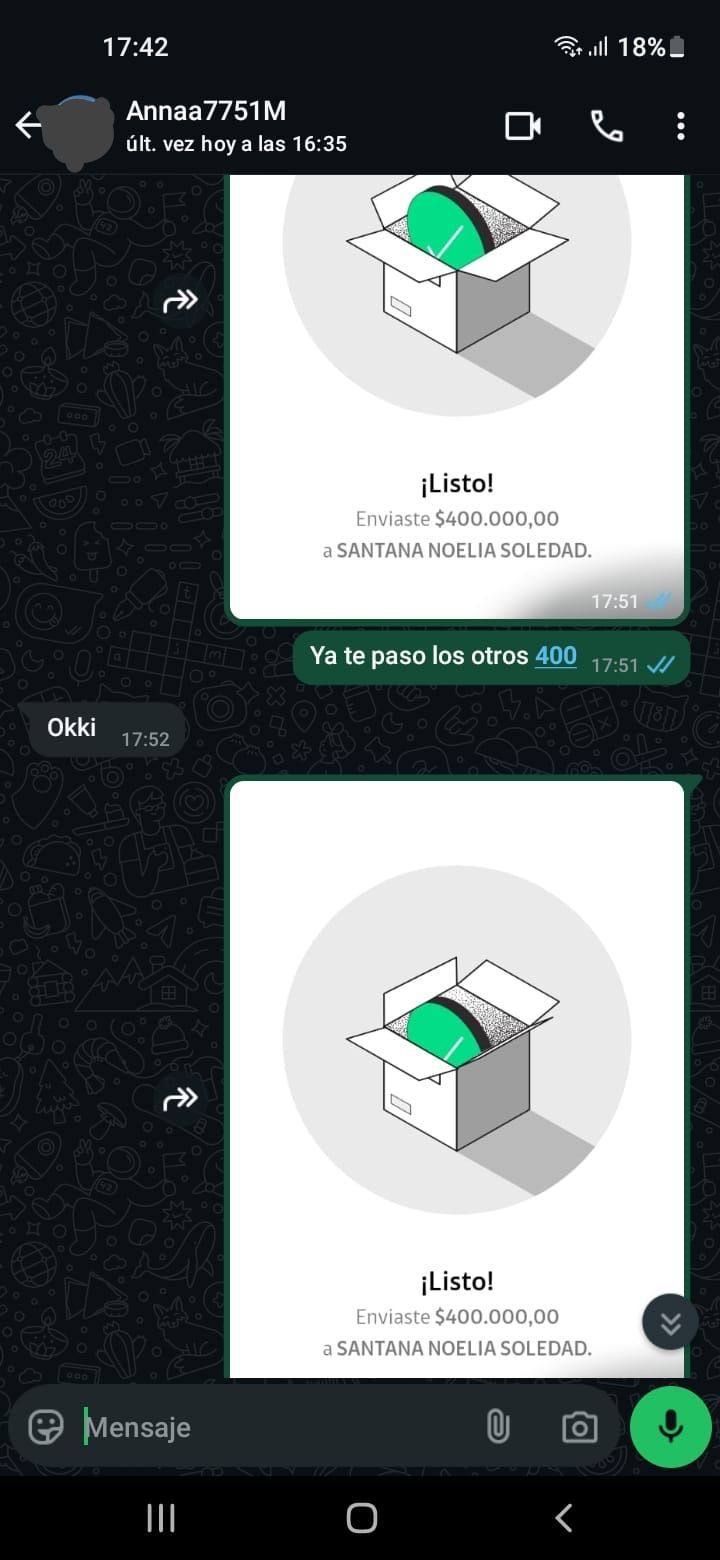 17:42
18%
Annaa7751M
últ. vez hoy a las 16:35
¡Listo!
Enviaste $400.000,00
a SANTANA NOELIA SOLEDAD.
17:51
Ya te paso los otros 400 17:51
Okki 17:52
¡Listo!
Enviaste $400.000,00
a SANTANA NOELIA SOLEDAD.
Mensaje